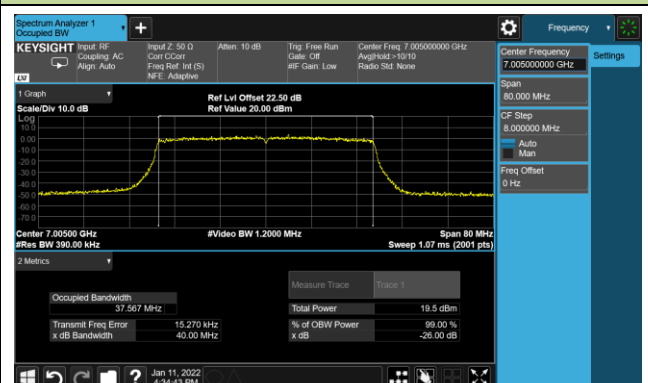 Spectrum Analyzer 1
Occupied BW
Frequency
KEYSIGHT
Input: RF
Coupling: AC
Align: Auto
Input Z: 50 Ω
Corr CCorr
Freq Ref: Int (S)
NFE: Adaptive
Atten: 10 dB
Trig: Free Run
Gate: Off
#IF Gain: Low
Center Freq: 7.005000000 GHz
Avg|Hold:>10/10
Radio Std: None
LXI
Center Frequency
7.005000000 GHz
Settings
Span
80.000 MHz
CF Step
8.000000 MHz
Auto
Man
Freq Offset
0 Hz
1 Graph
Scale/Div 10.0 dB
Ref Lvl Offset 22.50 dB
Ref Value 20.00 dBm
Log
10.0
0.00
-10.0
-20.0
-30.0
-40.0
-50.0
-60.0
-70.0
Center 7.00500 GHz
#Video BW 1.2000 MHz
Span 80 MHz
#Res BW 390.00 kHz
Sweep 1.07 ms (2001 pts)
2 Metrics
Measure Trace
Trace 1
Occupied Bandwidth
37.567 MHz
Total Power
19.5 dBm
Transmit Freq Error
15.270 kHz
% of OBW Power
99.00 %
x dB Bandwidth
40.00 MHz
x dB
-26.00 dB
?
Jan 11, 2022
4:34:43 PM